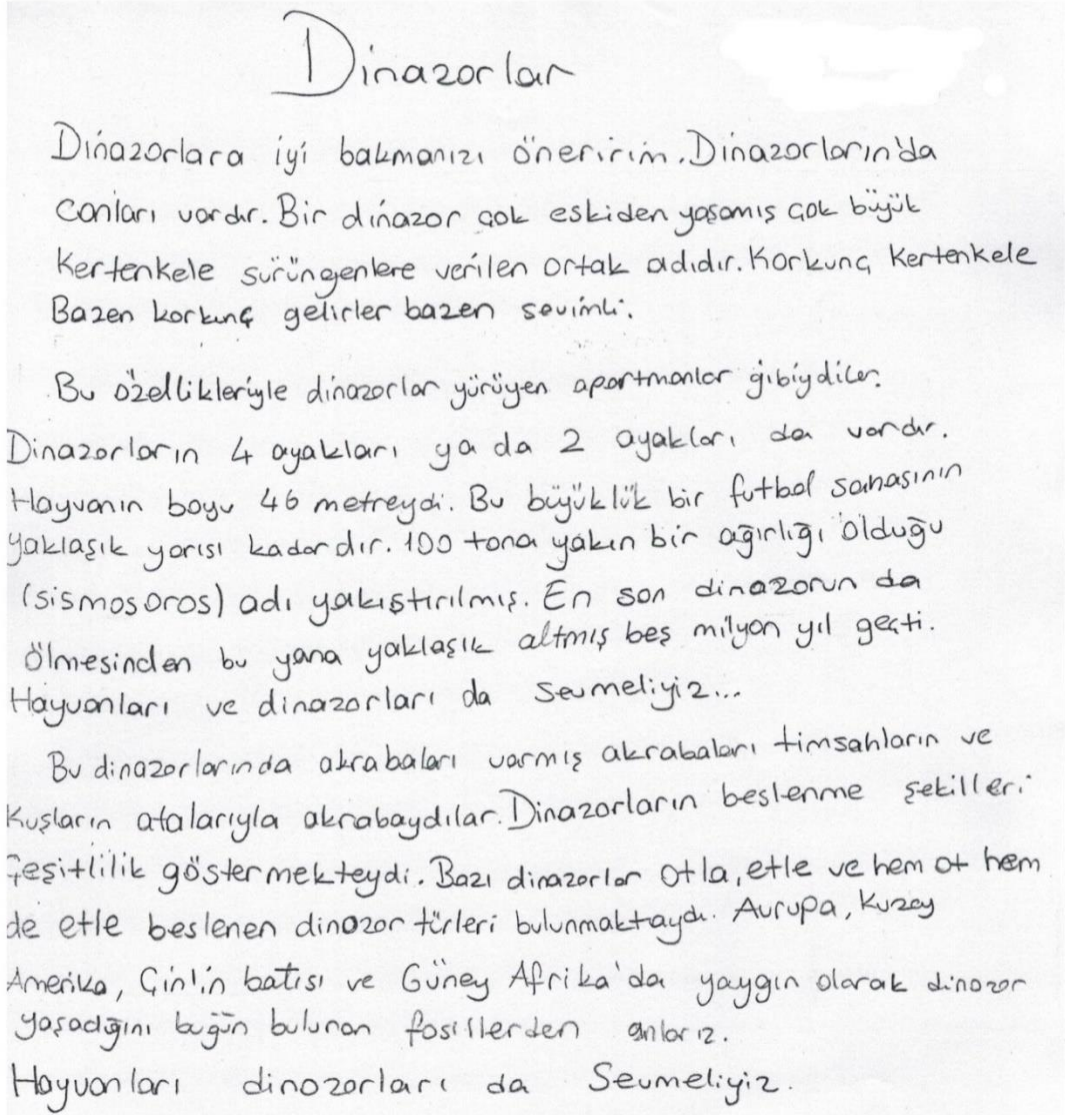 Dinazorlar
Dinazorlara iyi bakmanızı öneririm. Dinazorların'da
canları vardır. Bir dinazor çok eskiden yaşamış çok büyük
kertenkele sürüngenlere verilen ortak adıdır. Korkunç kertenkele
Bazen korkunç gelirler bazen sevimli.
Bu özellikleriyle dinazorlar yürüyen apartmanlar gibiydiler.
Dinazorların 4 ayakları ya da 2 ayakları da vardır.
Hayvanın boyu 46 metreydi. Bu büyüklük bir futbol sahasının
yaklaşık yarısı kadardır. 100 tona yakın bir ağırlığı olduğu
(sismosoros) adı yakıştırılmış. En son dinazorun da
ölmesinden bu yana yaklaşık altmış beş milyon yıl geçti.
Hayvanları ve dinazorları da sevmeliyiz...
Bu dinazorlarında akrabaları varmış akrabaları timsahların ve
kuşların atalarıyla akrabaydılar. Dinazorların beslenme şekilleri
çeşitlilik göstermekteydi. Bazı dinazorlar otla, etle ve hem ot hem
de etle beslenen dinozor türleri bulunmaktaydı. Avrupa, Kuzey
Amerika, Çin'in batısı ve Güney Afrika'da yaygın olarak dinozor
yaşadığını bugün bulunan fosillerden anlarız.
Hayvanları dinozorları da Sevmeliyiz.